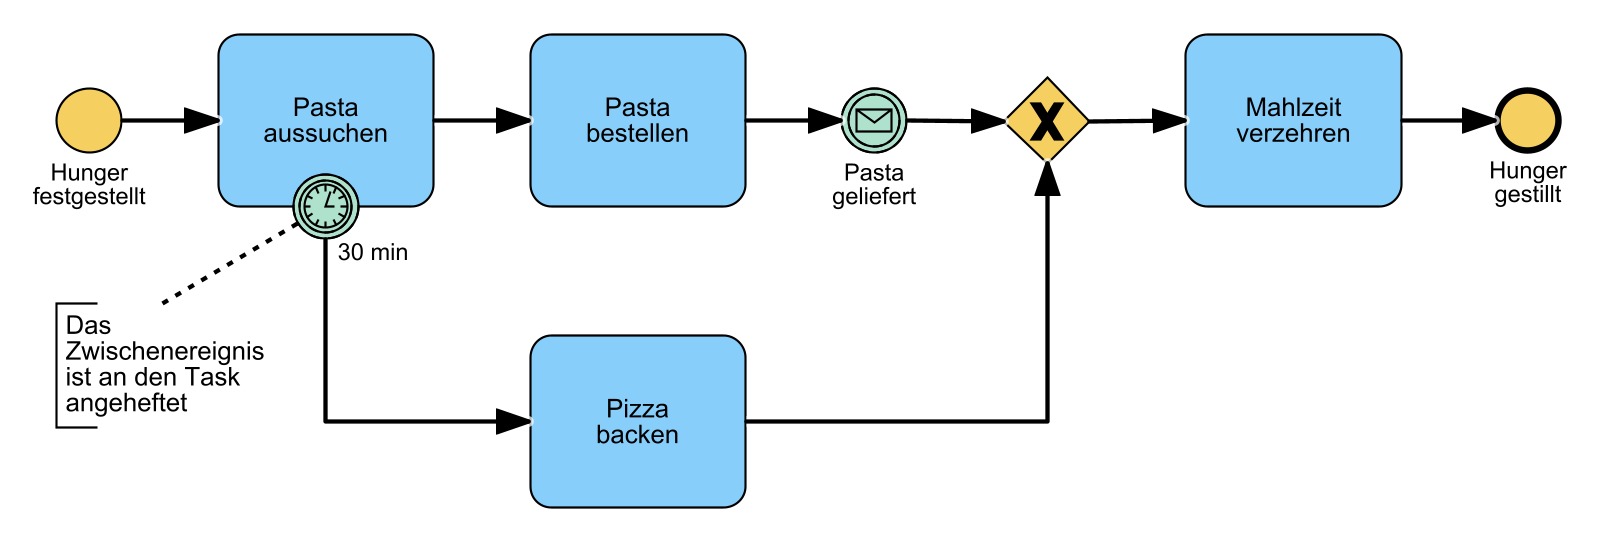 Hunger
festgestellt
Pasta
aussuchen
30 min
Das
Zwischenereignis
ist an den Task
angeheftet
Pasta
bestellen
Pasta
geliefert
X
Mahlzeit
verzehren
Hunger
gestillt
Pizza
backen